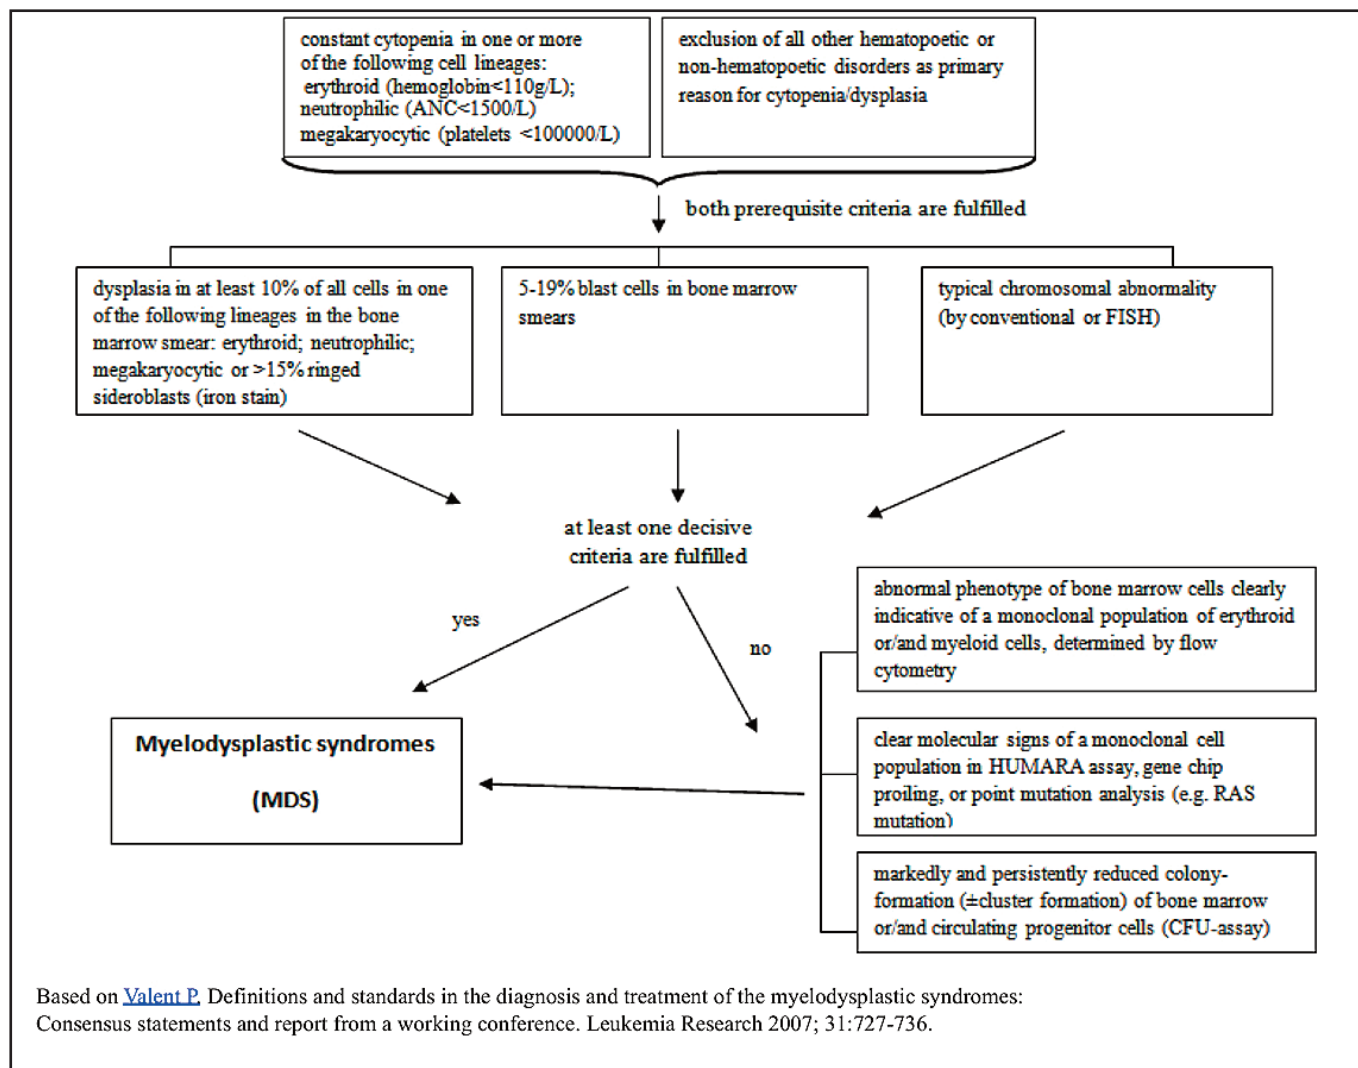 constant cytopenia in one or more
of the following cell lineages:
erythroid (hemoglobin<110g/L);
neutrophilic (ANC<1500/L)
megakaryocytic (platelets <100000/L)
exclusion of all other hematopoetic or
non-hematopoetic disorders as primary
reason for cytopenia/dysplasia
both prerequisite criteria are fulfilled
dysplasia in at least 10% of all cells in one
of the following lineages in the bone
marrow smear: erythroid; neutrophilic;
megakaryocytic or >15% ringed
sideroblasts (iron stain)
5-19% blast cells in bone marrow
smears
typical chromosomal abnormality
(by conventional or FISH)
at least one decisive
criteria are fulfilled
yes
no
abnormal phenotype of bone marrow cells clearly
indicative of a monoclonal population of erythroid
or/and myeloid cells, determined by flow
cytometry
Myelodysplastic syndromes
(MDS)
clear molecular signs of a monoclonal cell
population in HUMARA assay, gene chip
proiling, or point mutation analysis (e.g. RAS
mutation)
markedly and persistently reduced colony-
formation (±cluster formation) of bone marrow
or/and circulating progenitor cells (CFU-assay)
Based on Valent P. Definitions and standards in the diagnosis and treatment of the myelodysplastic syndromes:
Consensus statements and report from a working conference. Leukemia Research 2007; 31:727-736.